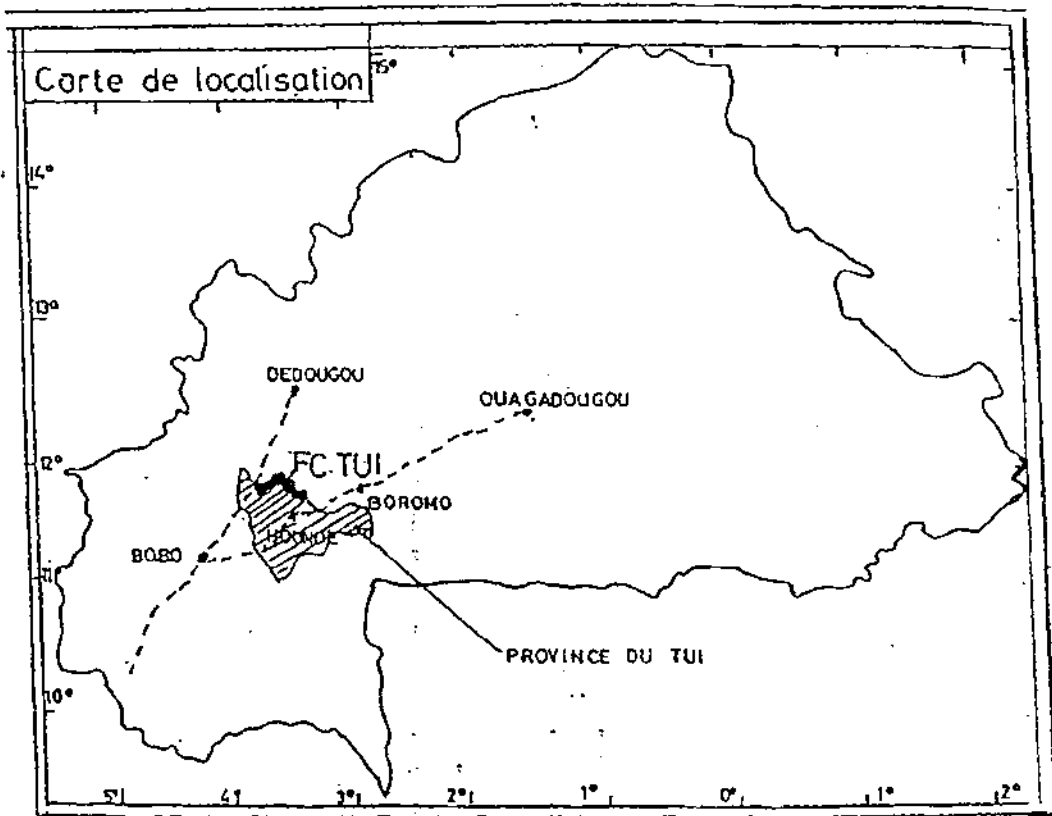 Carte de localisation
15°
14°
13°
DEDOUGOU
OUAGADOUGOU
12°
FC.TUI
BOROMO
HOUNDE
BOBO
11°
PROVINCE DU TUI
10°
5°
4°
3°
2°
1°
0°
1°
2°